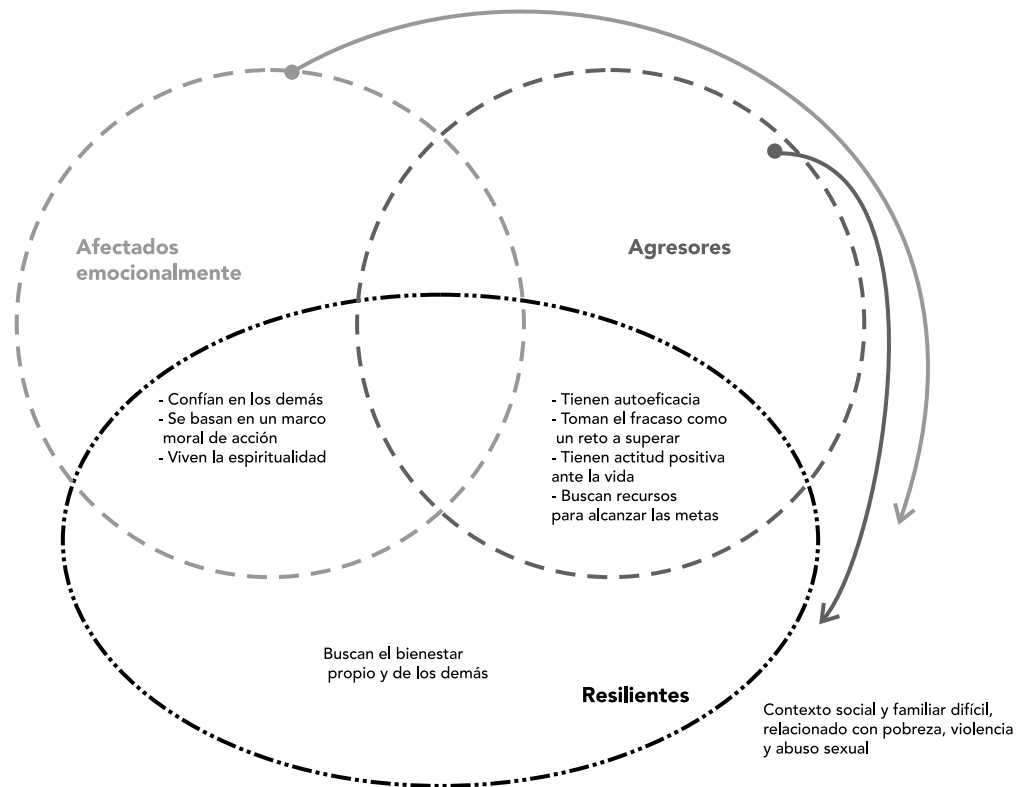 Afectados
emocionalmente
Agresores
- Confían en los demás
- Se basan en un marco
moral de acción
- Viven la espiritualidad
- Tienen autoeficacia
- Toman el fracaso como
un reto a superar
- Tienen actitud positiva
ante la vida
- Buscan recursos
para alcanzar las metas
Buscan el bienestar
propio y de los demás
Resilientes
Contexto social y familiar difícil,
relacionado con pobreza, violencia
y abuso sexual